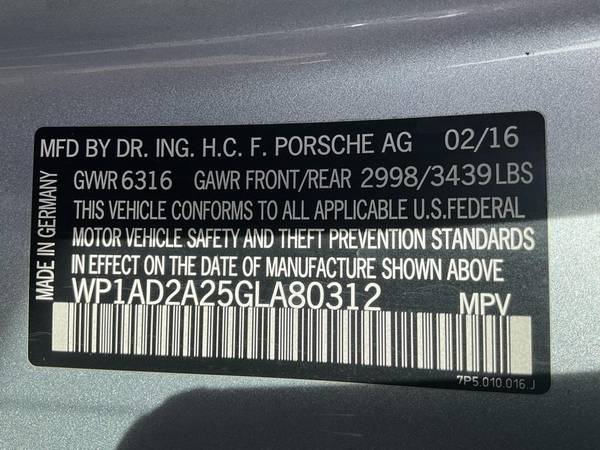 MADE IN GERMANY
MFD BY DR. ING. H.C. F. PORSCHE AG 02/16
GVWR 6316 GAWR FRONT/REAR 2998/3439 LBS
THIS VEHICLE CONFORMS TO ALL APPLICABLE U.S.FEDERAL
MOTOR VEHICLE SAFETY AND THEFT PREVENTION STANDARDS
IN EFFECT ON THE DATE OF MANUFACTURE SHOWN ABOVE
WP1AD2A25GLA80312 MPV
7P5.010.016.J